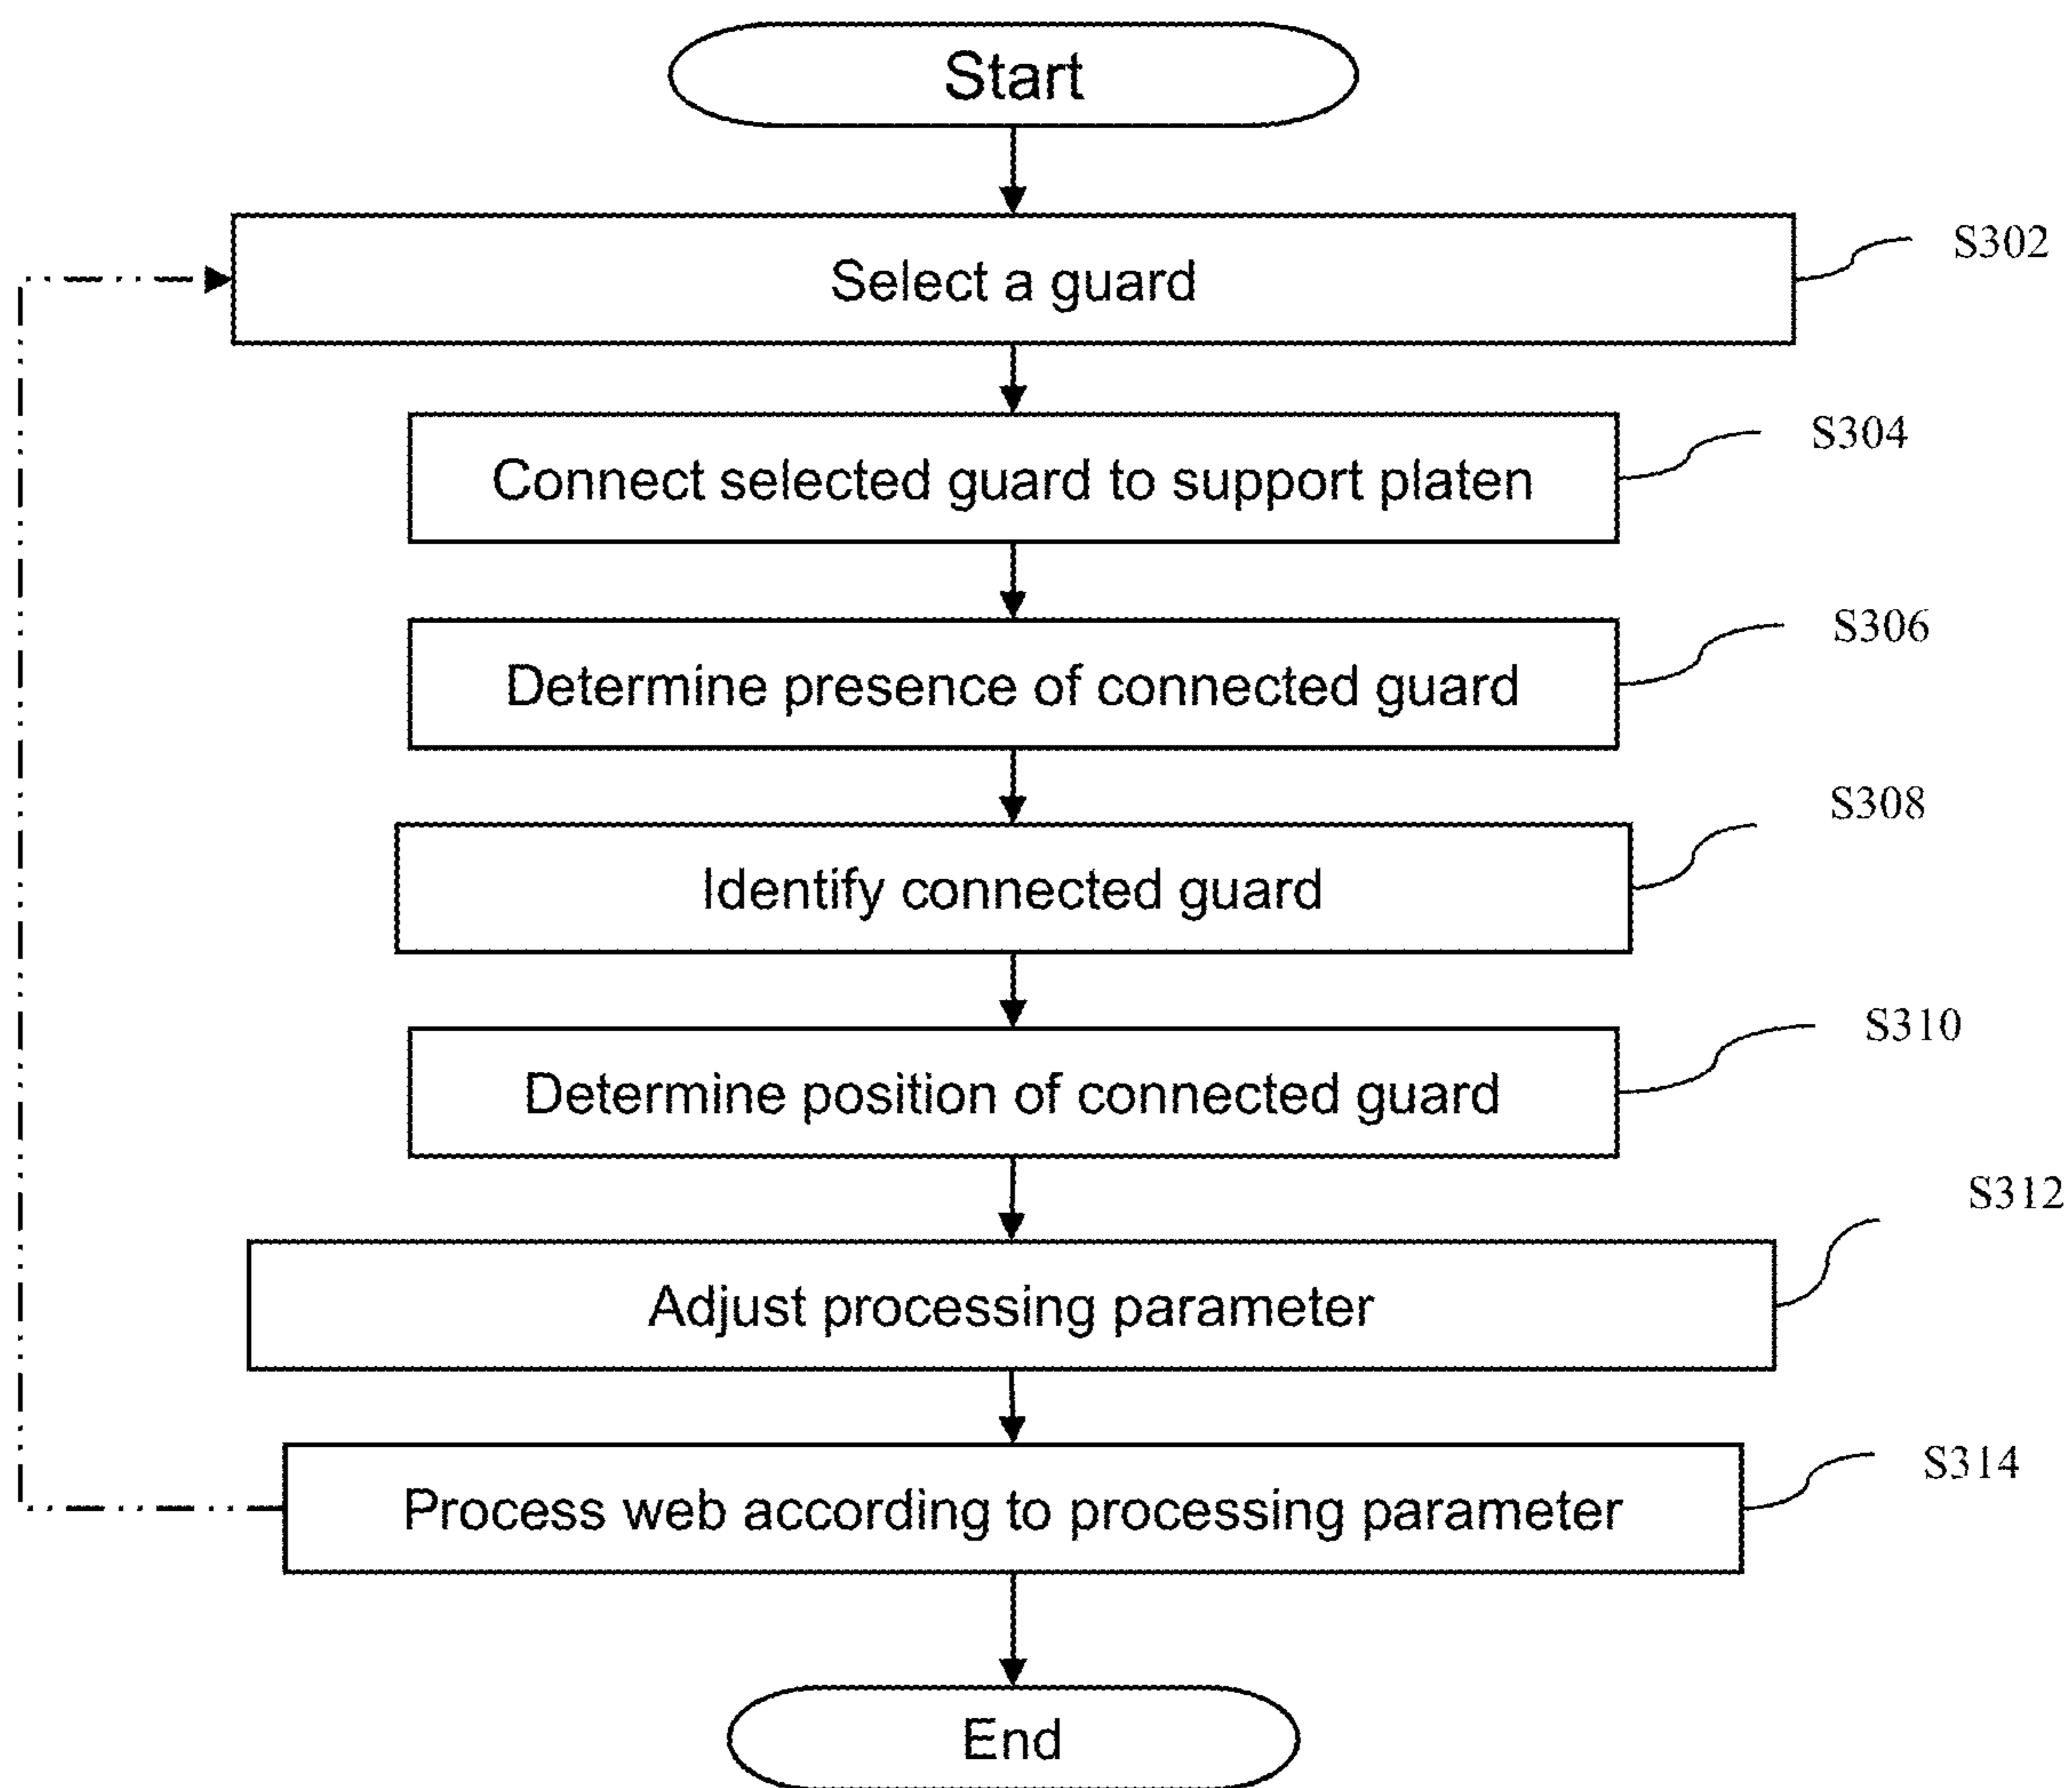 Start
Select a guard
S302
Connect selected guard to support platen
S304
Determine presence of connected guard
S306
Identify connected guard
S308
Determine position of connected guard
S310
Adjust processing parameter
S312
Process web according to processing parameter
S314
End